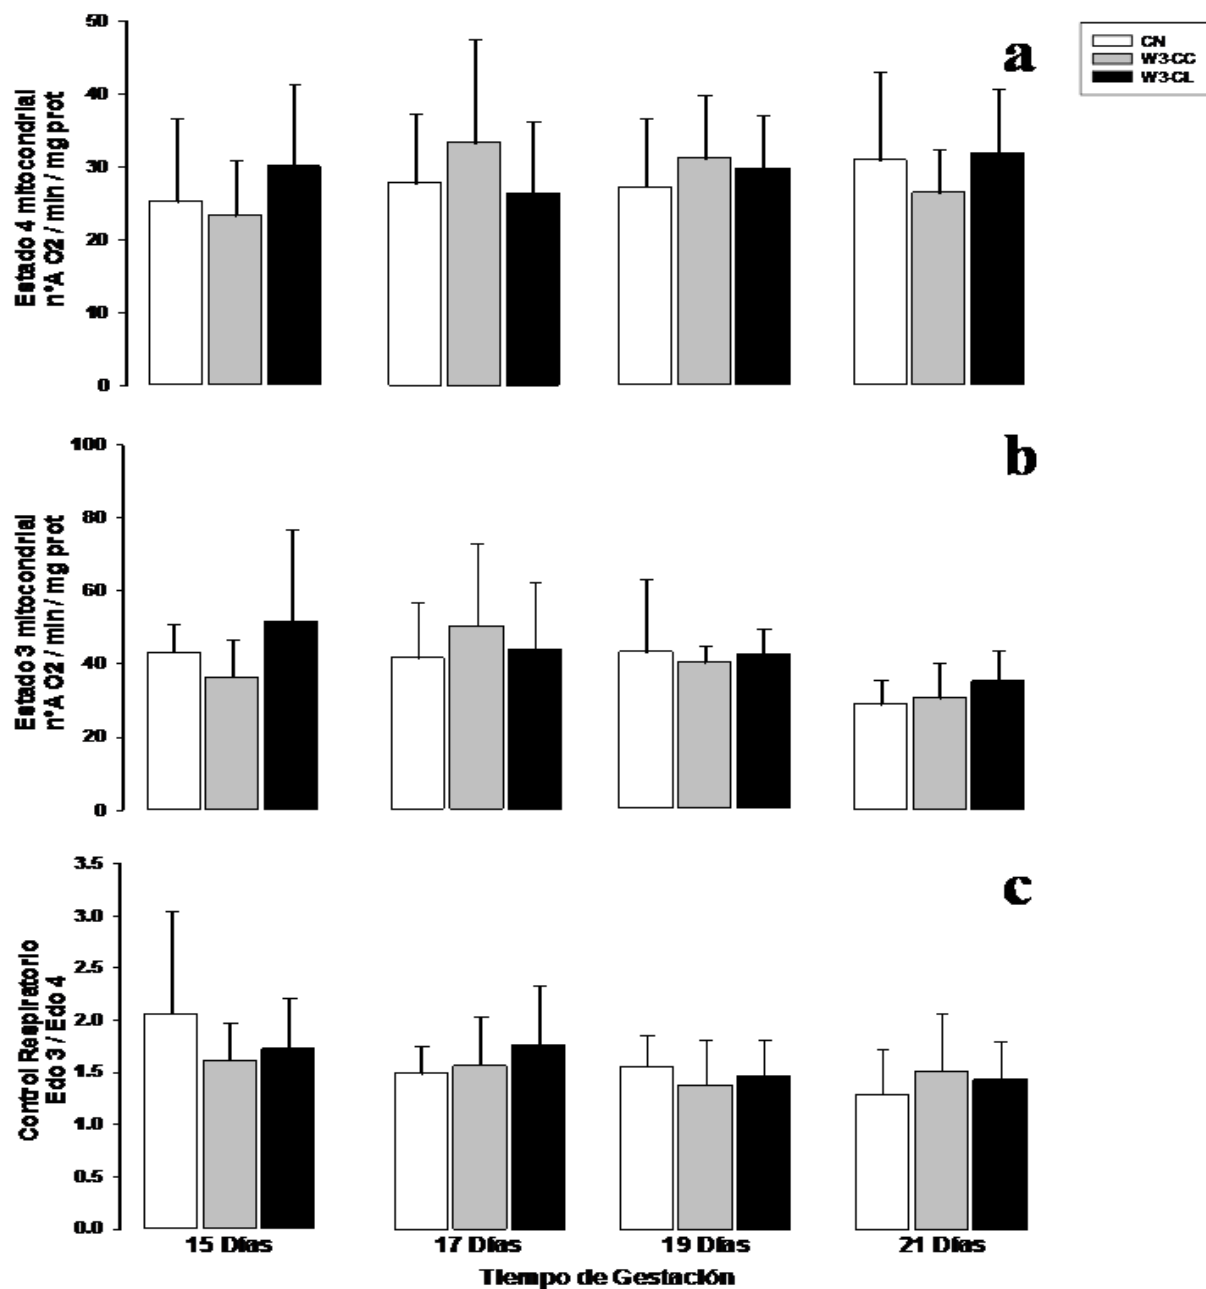 a
CN
W3-CC
W3-CL
Estado 4 mitocondrial
n°A O2 / min / mg prot
50
40
30
20
10
0
b
Estado 3 mitocondrial
n°A O2 / min / mg prot
100
80
60
40
20
0
c
Control Respiratorio
Edo 3 / Edo 4
3.5
3.0
2.5
2.0
1.5
1.0
0.5
0.0
15 Días 17 Días 19 Días 21 Días
Tiempo de Gestación